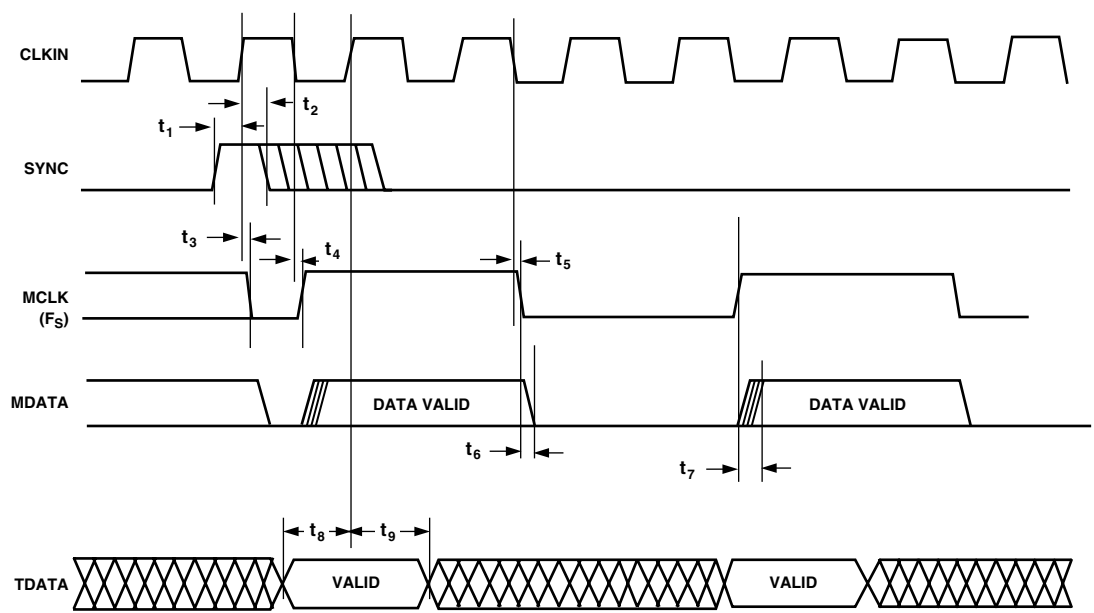 CLKIN
t2
t1
SYNC
t3
t4
t5
MCLK
(FS)
MDATA
DATA VALID
DATA VALID
t6
t7
t8
t9
TDATA
VALID
VALID